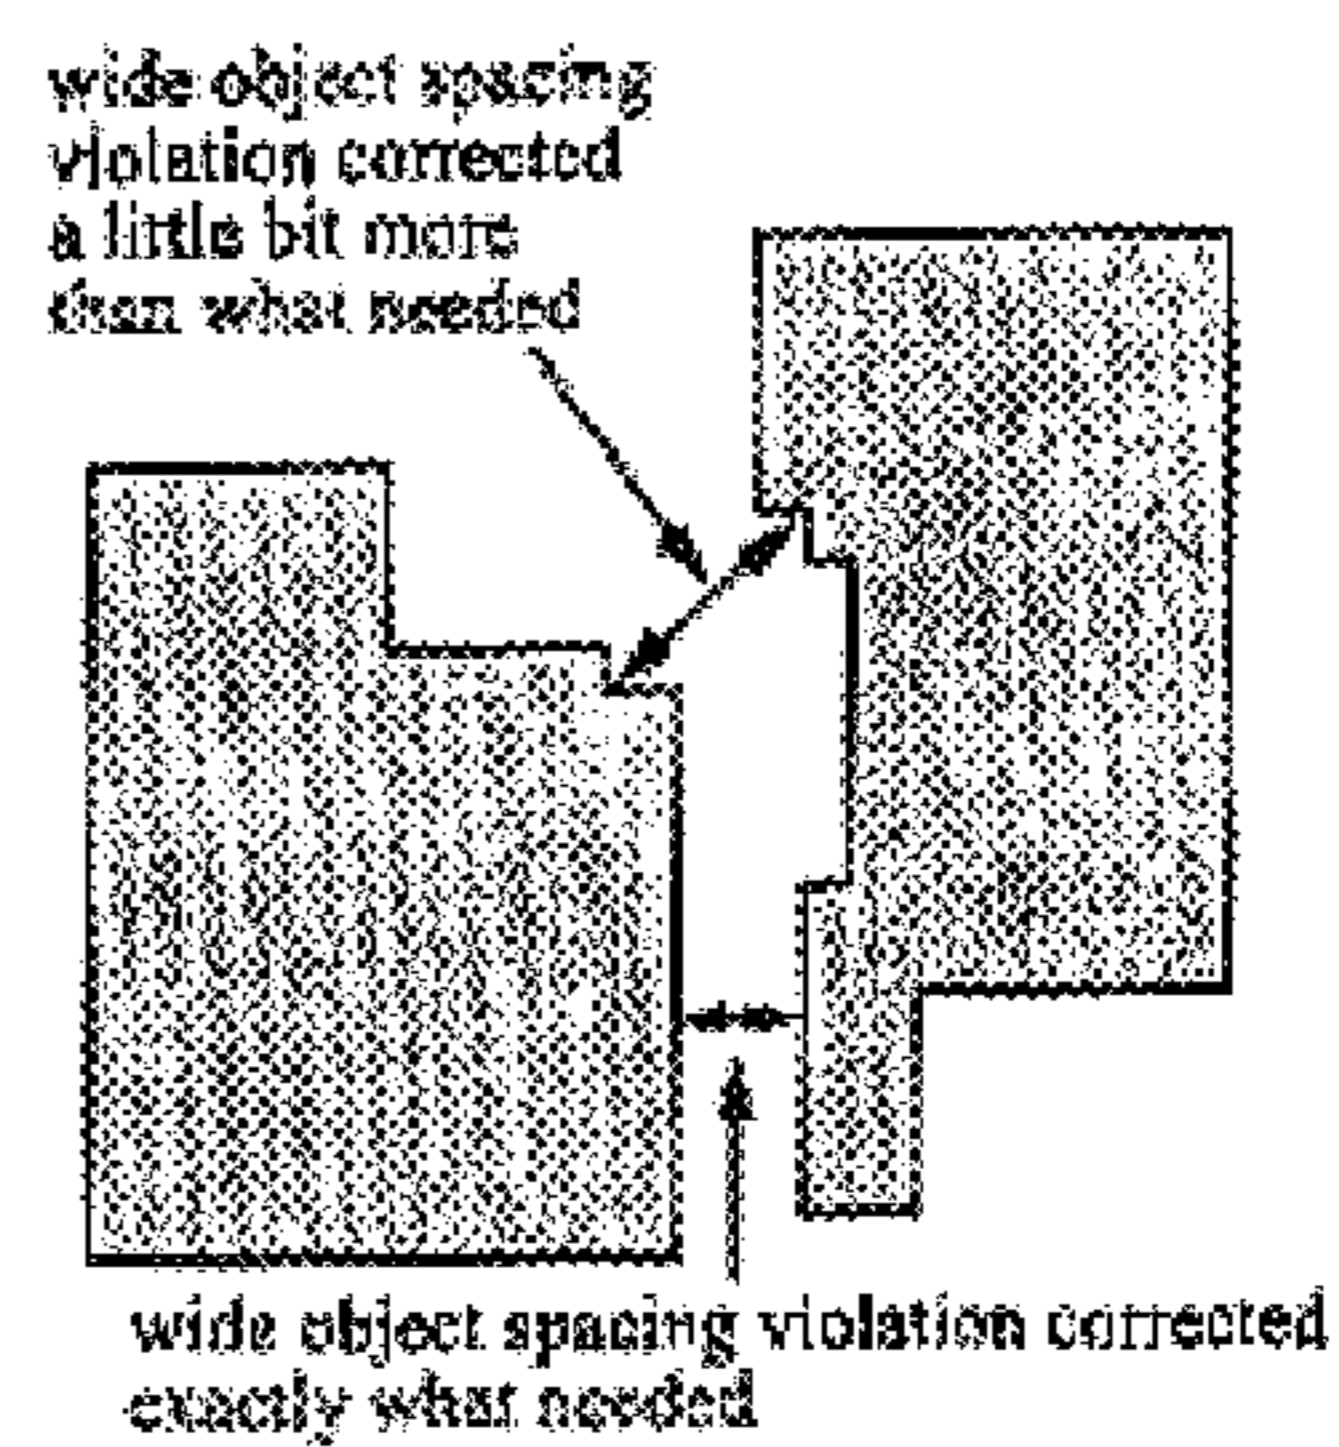 wide object spacing
violation corrected
a little bit more
than what needed
wide object spacing violation corrected
exactly what needed